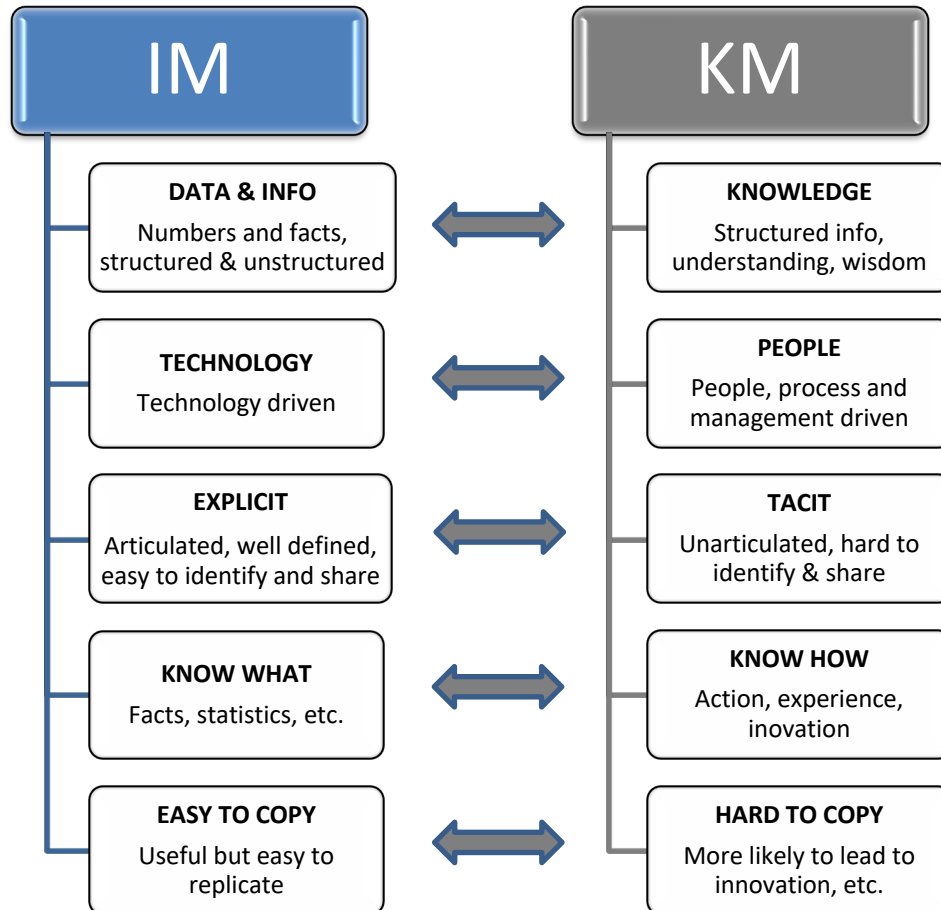 IM
DATA & INFO
Numbers and facts,
structured & unstructured
TECHNOLOGY
Technology driven
EXPLICIT
Articulated, well defined,
easy to identify and share
KNOW WHAT
Facts, statistics, etc.
EASY TO COPY
Useful but easy to
replicate
KM
KNOWLEDGE
Structured info,
understanding, wisdom
PEOPLE
People, process and
management driven
TACIT
Unarticulated, hard to
identify & share
KNOW HOW
Action, experience,
inovation
HARD TO COPY
More likely to lead to
innovation, etc.